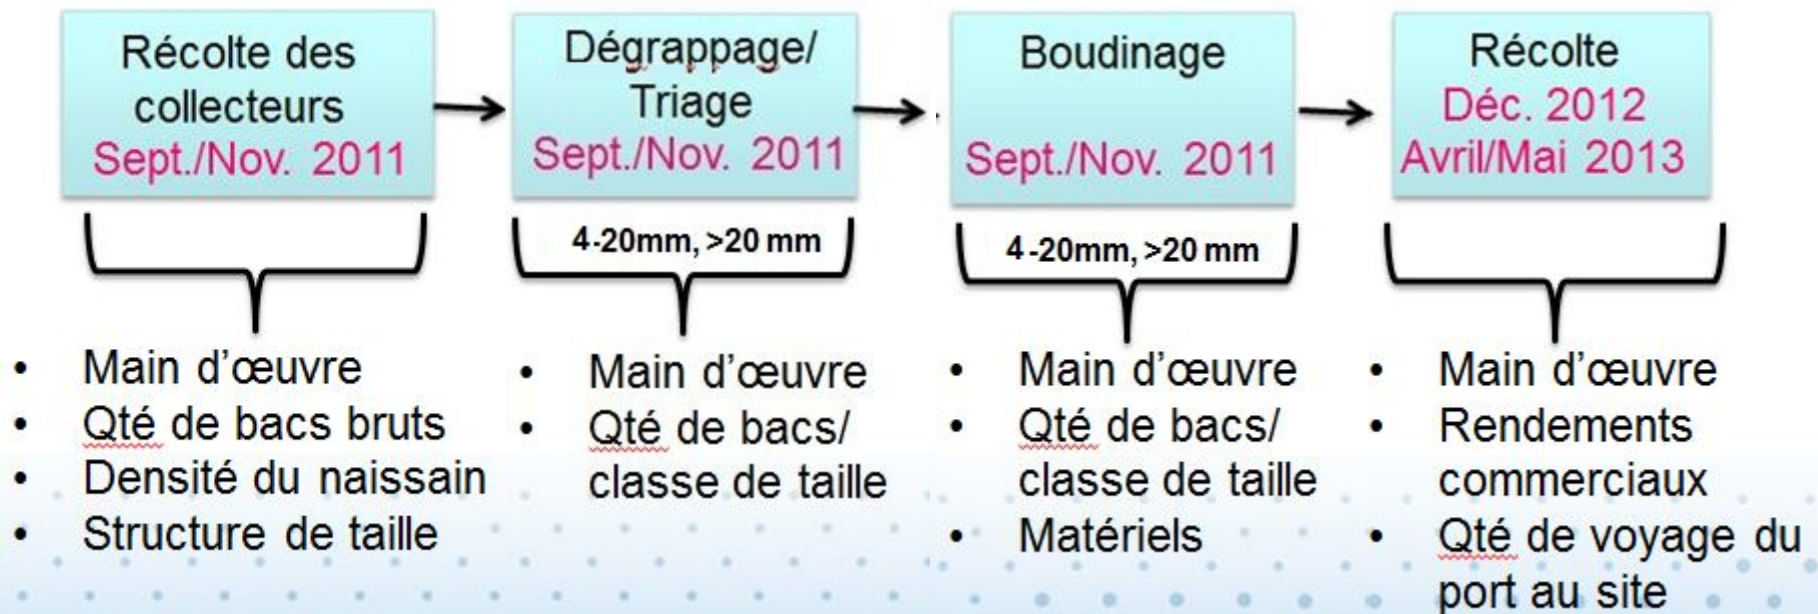 Récolte des
collecteurs
Sept./Nov. 2011
Dégrappage/
Triage
Sept./Nov. 2011
4-20mm, >20 mm
Boudinage
Sept./Nov. 2011
4-20mm, >20 mm
Récolte
Déc. 2012
Avril/Mai 2013
• Main d'œuvre
• Qté de bacs bruts
• Densité du naissain
• Structure de taille
• Main d'œuvre
• Qté de bacs/
classe de taille
• Main d'œuvre
• Qté de bacs/
classe de taille
• Matériels
• Main d'œuvre
• Rendements
commerciaux
• Qté de voyage du
port au site